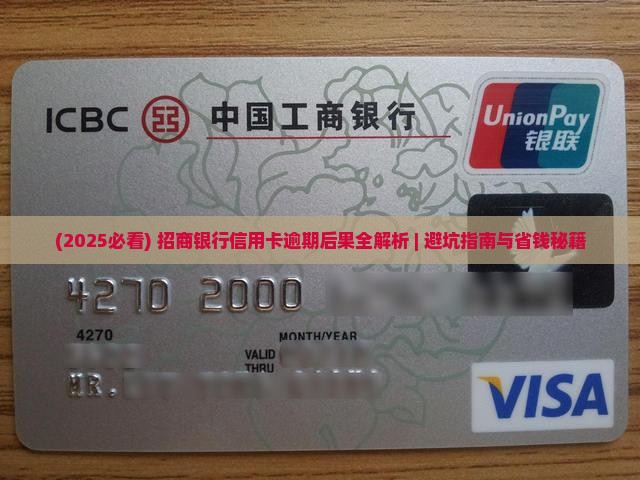 ICBC 中国工商银行
UnionPay
银联
(2025必看) 招商银行信用卡逾期后果全解析 | 避坑指南与省钱秘籍
4270 2000
4270
MONTH/YEAR
VALID
THRU
MR.
VISA